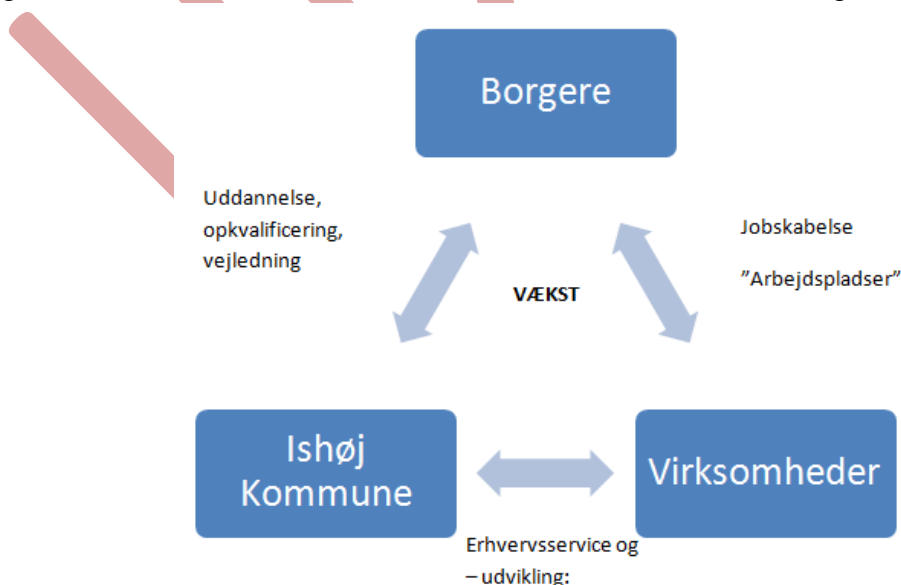 Borgere
Uddannelse,
opkvalificering,
vejledning
Jobskabelse
”Arbejdspladser”
VÆKST
Ishøj
Kommune
Virksomheder
Erhvervsservice og
– udvikling: